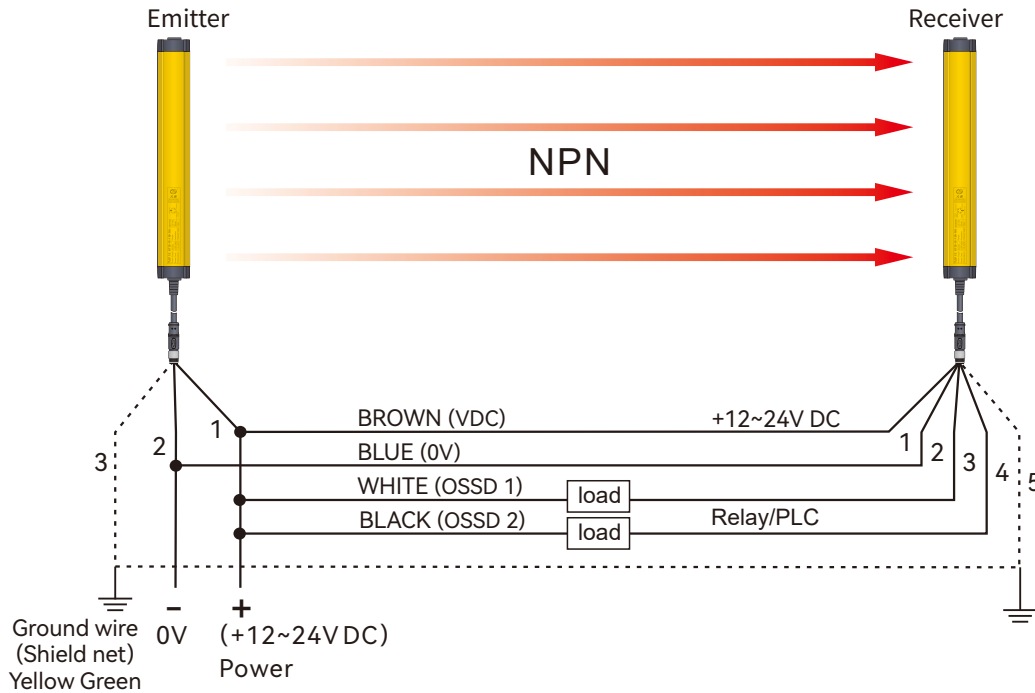 Emitter
Receiver
NPN
1
BROWN (VDC)
+12~24V DC
1
2
BLUE (0V)
2
3
WHITE (OSSD 1)
load
3
4
BLACK (OSSD 2)
load
Relay/PLC
5
Ground wire
(Shield net)
Yellow Green
-
0V
+
(+12~24V DC)
Power